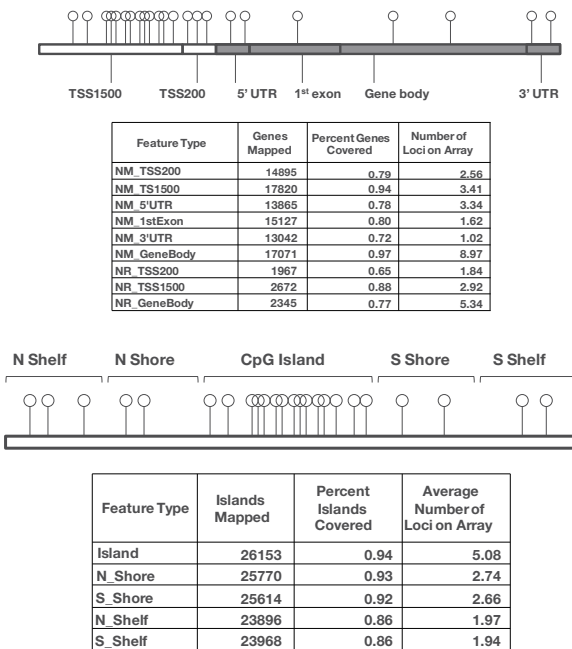 TSS1500 TSS200 5' UTR 1st exon Gene body 3' UTR
Feature Type Genes Mapped Percent Genes Covered Number of Loci on Array
NM_TSS200 14895 0.79 2.56
NM_TS1500 17820 0.94 3.41
NM_5'UTR 13865 0.78 3.34
NM_1stExon 15127 0.80 1.62
NM_3'UTR 13042 0.72 1.02
NM_GeneBody 17071 0.97 8.97
NR_TSS200 1967 0.65 1.84
NR_TSS1500 2672 0.88 2.92
NR_GeneBody 2345 0.77 5.34
N Shelf N Shore CpG Island S Shore S Shelf
Feature Type Islands Mapped Percent Islands Covered Average Number of Loci on Array
Island 26153 0.94 5.08
N_Shore 25770 0.93 2.74
S_Shore 25614 0.92 2.66
N_Shelf 23896 0.86 1.97
S_Shelf 23968 0.86 1.94